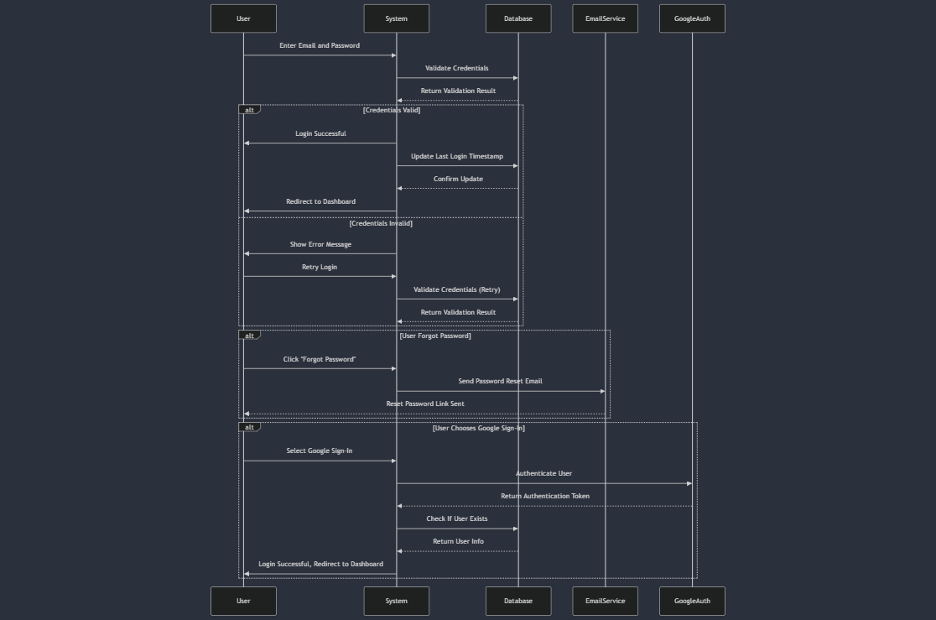 User System Database EmailService GoogleAuth
Enter Email and Password
Validate Credentials
Return Validation Result
alt [Credentials Valid]
Login Successful
Update Last Login Timestamp
Confirm Update
Redirect to Dashboard
[Credentials Invalid]
Show Error Message
Retry Login
Validate Credentials (Retry)
Return Validation Result
alt [User Forgot Password]
Click "Forgot Password"
Send Password Reset Email
Reset Password Link Sent
alt [User Chooses Google Sign-In]
Select Google Sign-In
Authenticate User
Return Authentication Token
Check If User Exists
Return User Info
Login Successful, Redirect to Dashboard
User System Database EmailService GoogleAuth